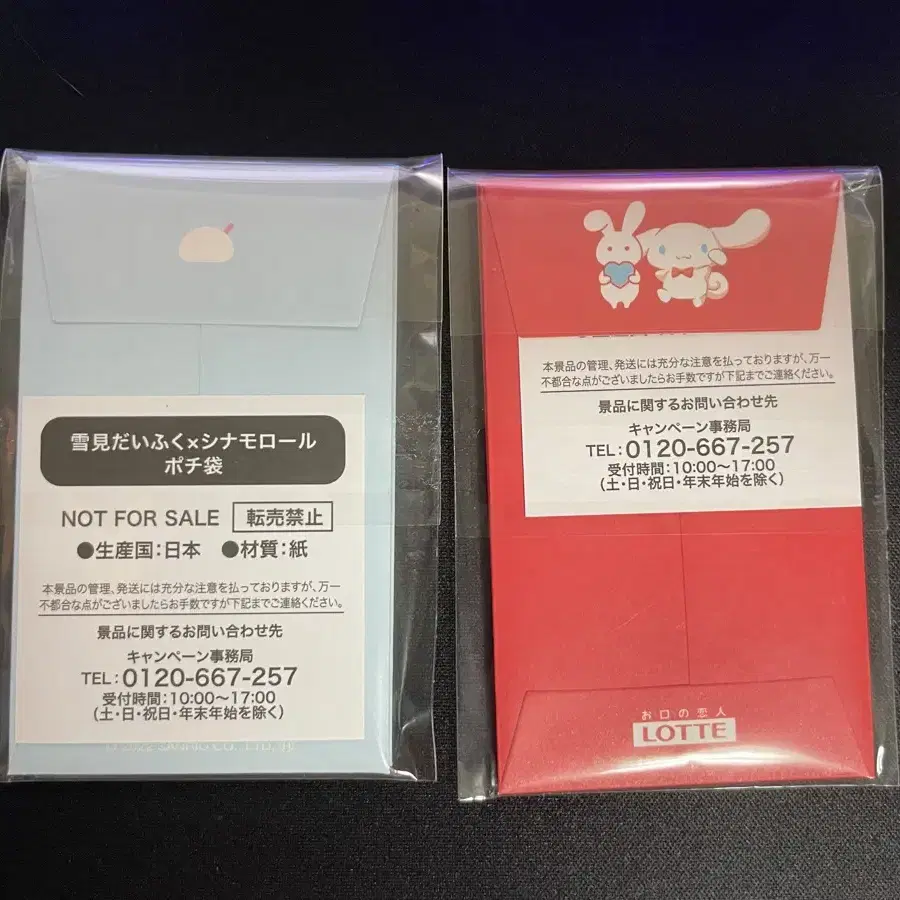 雪見だいふく×シナモロール
ポチ袋
NOT FOR SALE 転売禁止
●生産国:日本 ●材質:紙
本景品の管理、発送には充分な注意を払っておりますが、万一
不都合な点がございましたらお手数ですが下記までご連絡ください。
景品に関するお問い合わせ先
キャンペーン事務局
TEL:0120-667-257
受付時間:10:00〜17:00
(土・日・祝日・年末年始を除く)
本景品の管理、発送には充分な注意を払っておりますが、万一
不都合な点がございましたらお手数ですが下記までご連絡ください。
景品に関するお問い合わせ先
キャンペーン事務局
TEL:0120-667-257
受付時間:10:00〜17:00
(土・日・祝日・年末年始を除く)
お口の恋人
LOTTE